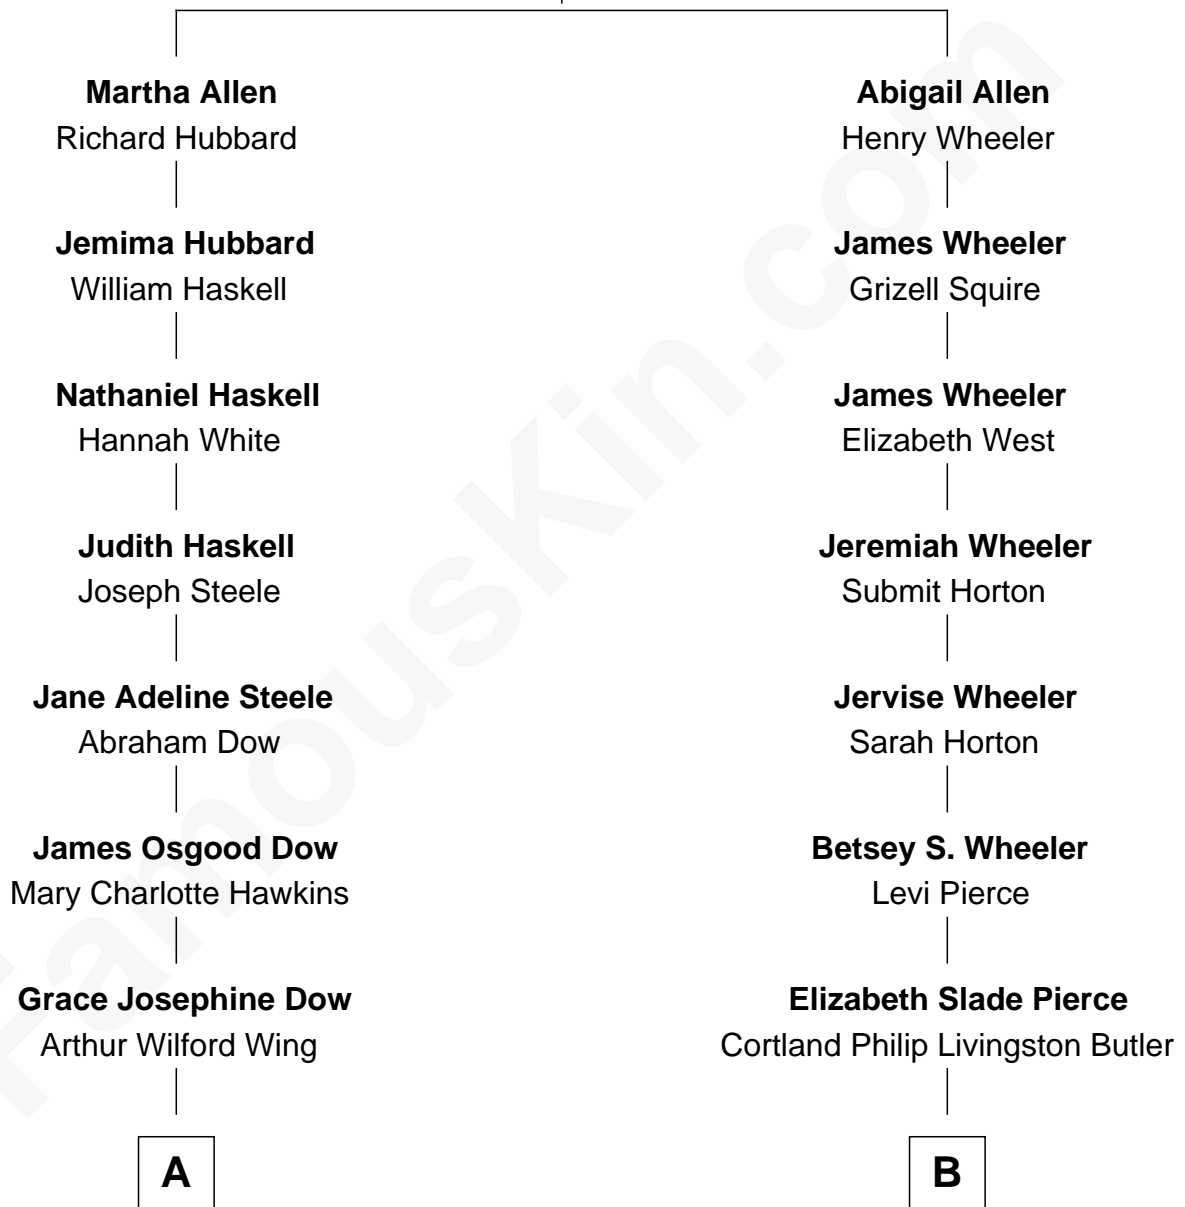 Martha Allen
Richard Hubbard
Jemima Hubbard
William Haskell
Nathaniel Haskell
Hannah White
Judith Haskell
Joseph Steele
Jane Adeline Steele
Abraham Dow
James Osgood Dow
Mary Charlotte Hawkins
Grace Josephine Dow
Arthur Wilford Wing
A
Abigail Allen
Henry Wheeler
James Wheeler
Grizell Squire
James Wheeler
Elizabeth West
Jeremiah Wheeler
Submit Horton
Jervise Wheeler
Sarah Horton
Betsey S. Wheeler
Levi Pierce
Elizabeth Slade Pierce
Cortland Philip Livingston Butler
B
FamousKin.com